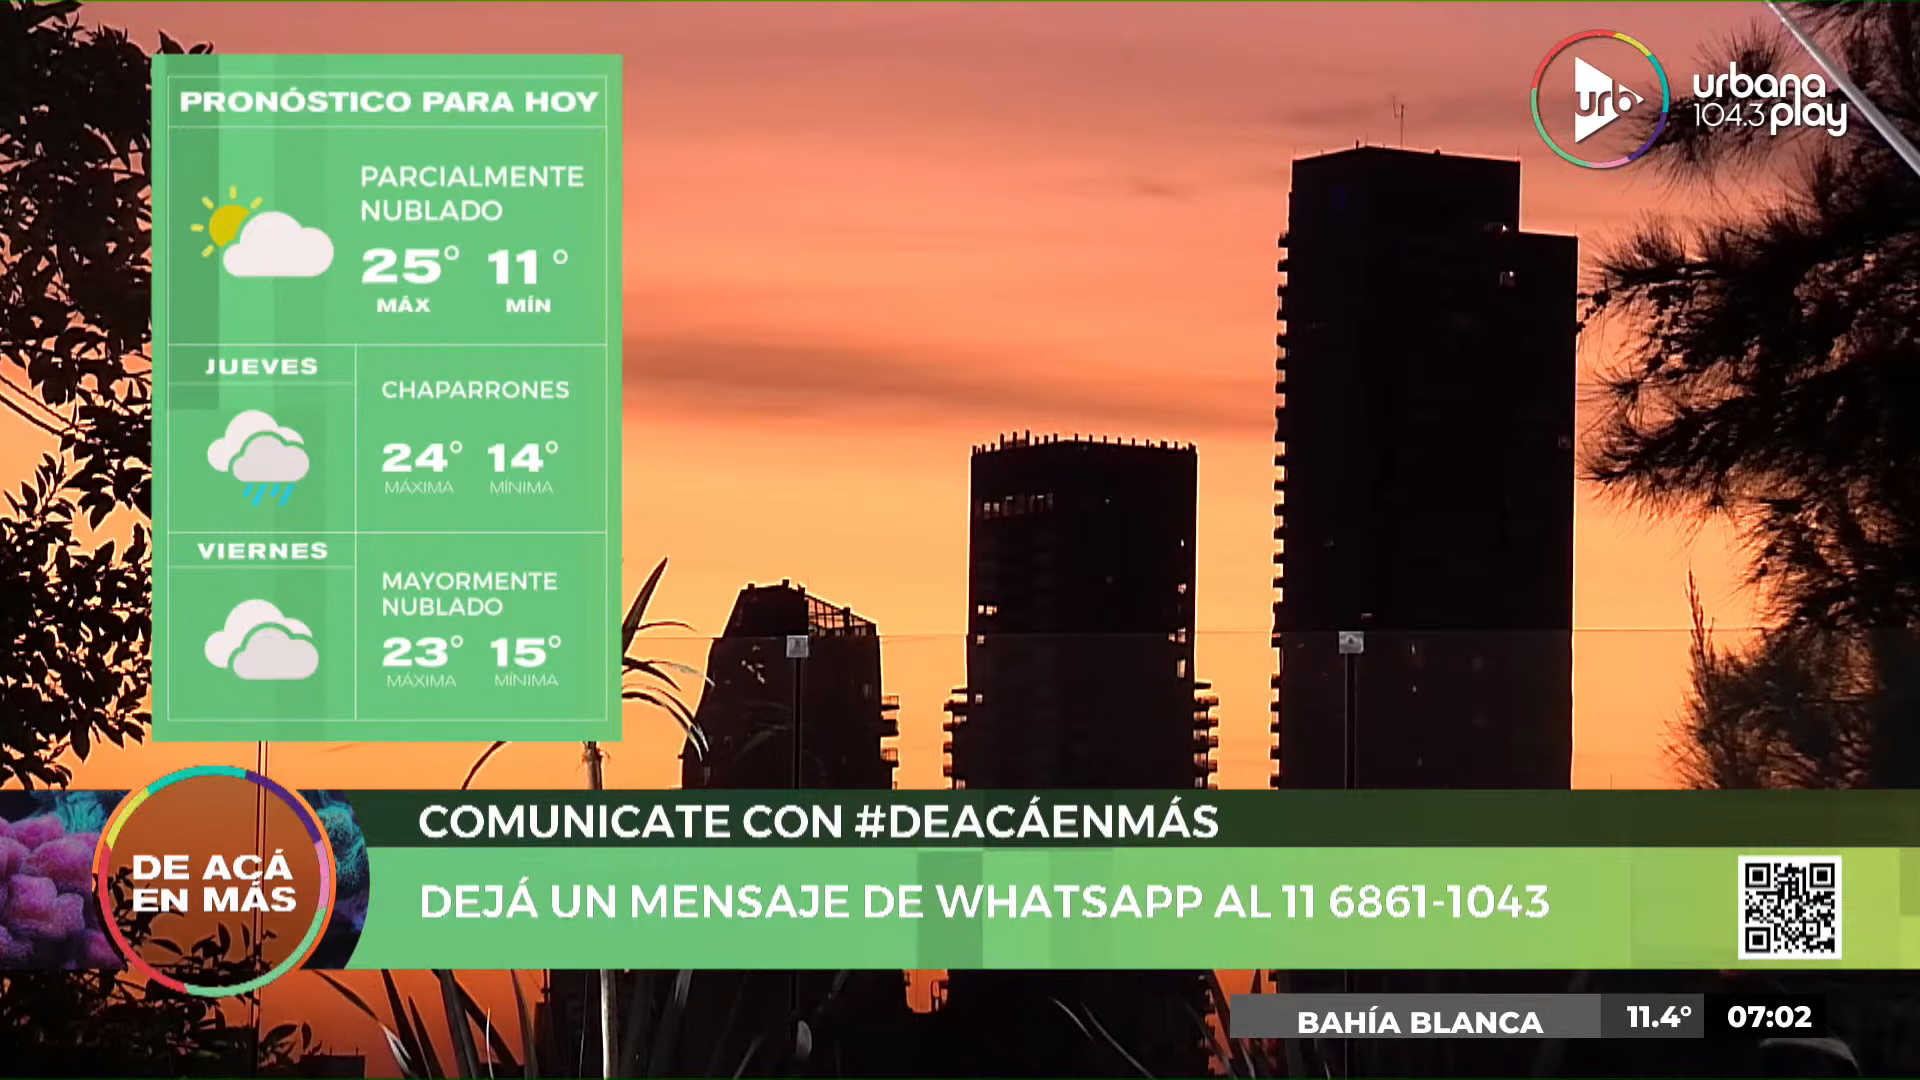 PRONÓSTICO PARA HOY
PARCIALMENTE
NUBLADO
25° 11°
MÁX MÍN
JUEVES
CHAPARRONES
24° 14°
MÁXIMA MÍNIMA
VIERNES
MAYORMENTE
NUBLADO
23° 15°
MÁXIMA MÍNIMA
urb
urbana
104.3 play
DE ACÁ
EN MÁS
COMUNICATE CON #DEACÁENMÁS
DEJÁ UN MENSAJE DE WHATSAPP AL 11 6861-1043
BAHÍA BLANCA 11.4° 07:02